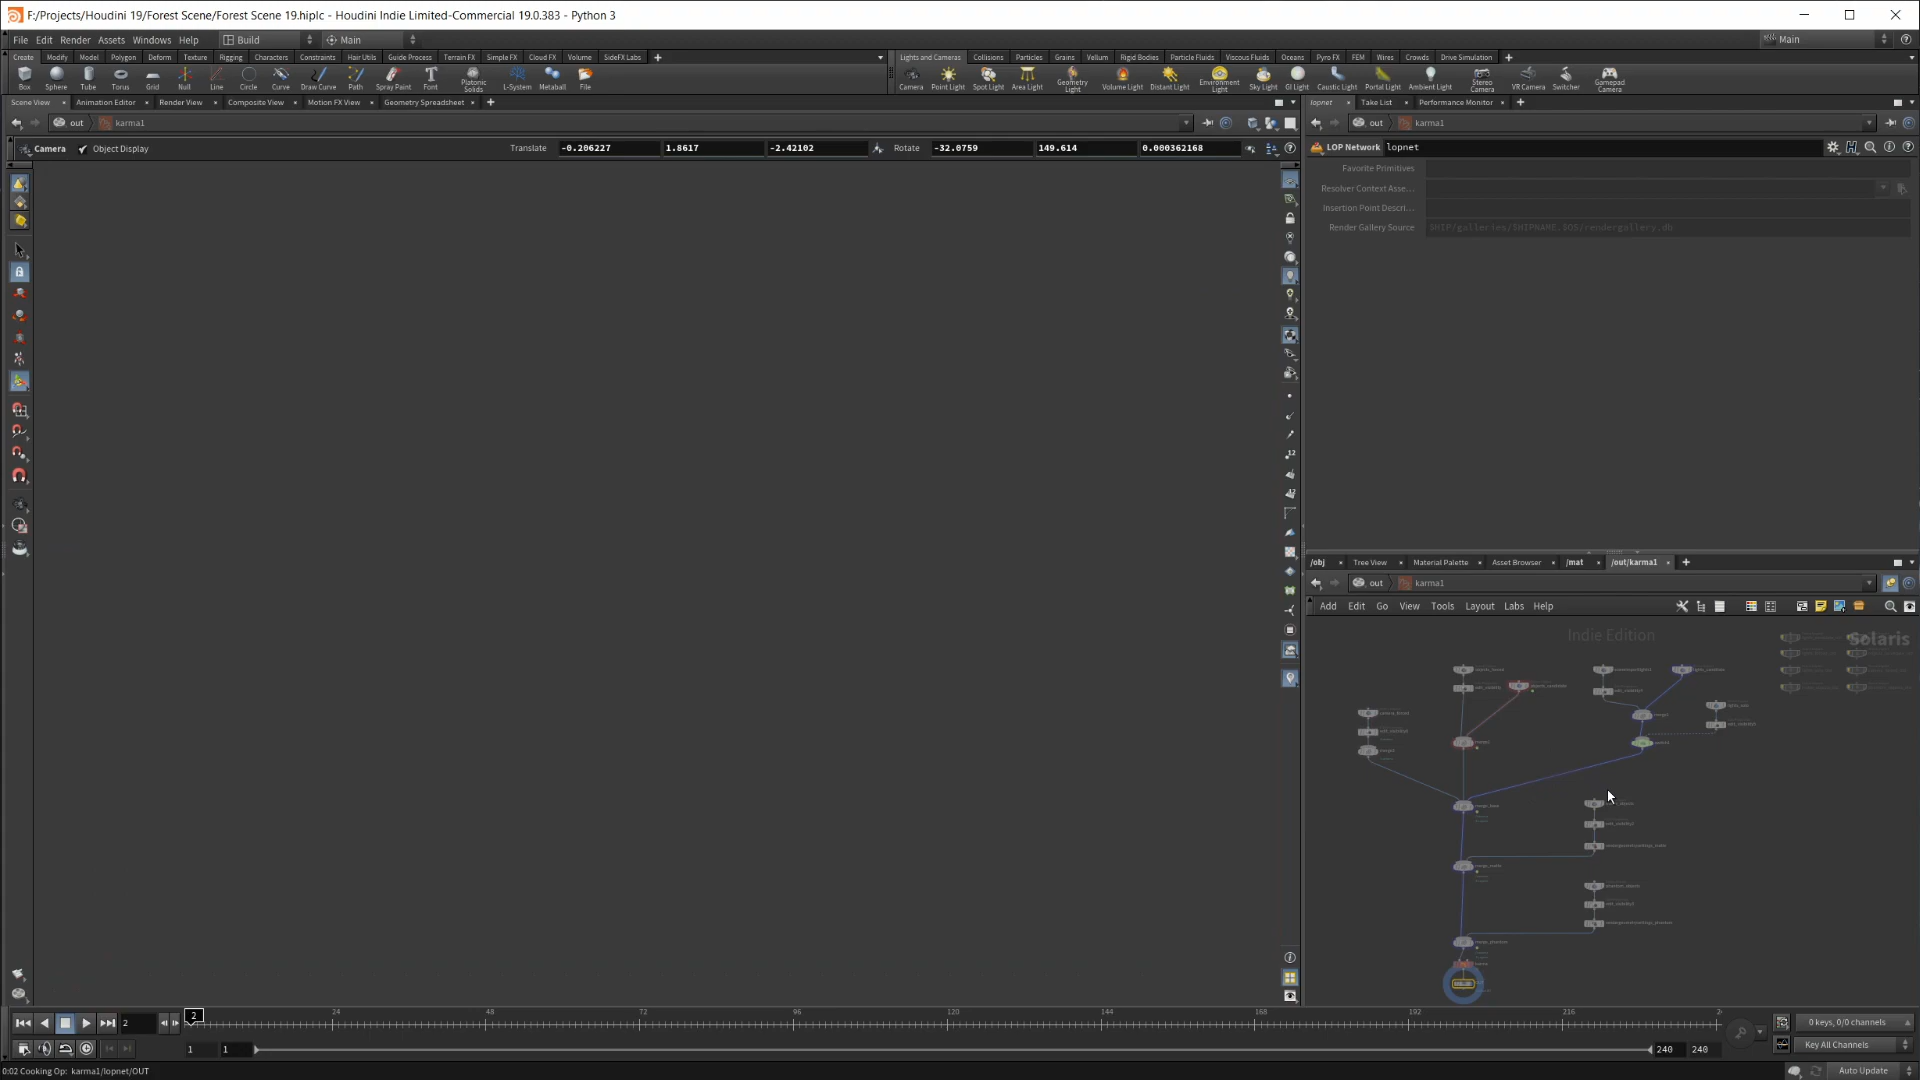 F:/Projects/Houdini 19/Forest Scene/Forest Scene 19.hiplc - Houdini Indie Limited-Commercial 19.0.383 - Python 3
File Edit Render Assets Windows Help Build Main Main
Create Modify Model Polygon Deform Texture Rigging Characters Constraints Hair Utils Guide Process Terrain FX Simple FX Cloud FX Volume SideFX Labs
Lights and Cameras Collisions Particles Grains Vellum Rigid Bodies Particle Fluids Viscous Fluids Oceans Pyro FX FEM Wires Crowds Drive Simulation
Box Sphere Tube Torus Grid Null Line Circle Curve Draw Curve Path Spray Paint Font Platonic Solids L-System Metaball File
Camera Point Light Spot Light Area Light Geometry Light Volume Light Distant Light Environment Light Sky Light GI Light Caustic Light Portal Light Ambient Light Stereo Camera VR Camera Switcher Gamepad Camera
Scene View Animation Editor Render View Composite View Motion FX View Geometry Spreadsheet
lopnet Take List Performance Monitor
out karma1
out karma1
Camera Object Display Translate -0.206227 1.8617 -2.42102 Rotate -32.0759 149.614 0.000362168
LOP Network lopnet
Favorite Primitives
Resolver Context Asse...
Insertion Point Descri...
Render Gallery Source $HIP/galleries/$HIPNAME.$OS/rendergallery.db
/obj Tree View Material Palette Asset Browser /mat /out/karma1
out karma1
Add Edit Go View Tools Layout Labs Help
Indie Edition
Solaris
2 2 24 48 72 96 120 144 168 192 216
0 keys, 0/0 channels
1 1 240 240 Key All Channels
0:02 Cooking Op: karma1/lopnet/OUT Auto Update